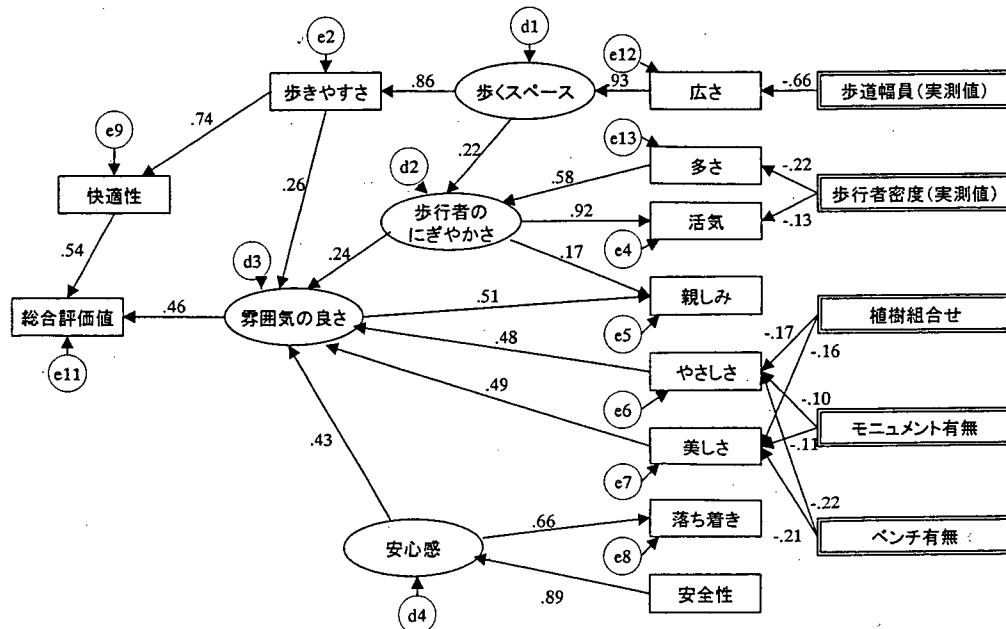 d1
e2
e12
歩きやすさ
.86
歩くスペース
.93
広さ
-.66
歩道幅員(実測値)
e9
.74
.22
e13
d2
多さ
-.22
.26
.58
歩行者密度(実測値)
快適性
歩行者の
にぎやかさ
.92
活気
-.13
.54
d3
.24
.17
e4
総合評価値
.46
雰囲気の良さ
.51
親しみ
植樹組合せ
e11
.48
e5
-.17
-.16
やさしさ
.49
e6
-.10
モニュメント有無
.43
美しさ
-.11
e7
-.22
.66
落ち着き
-.21
ベンチ有無
安心感
e8
.89
安全性
d4